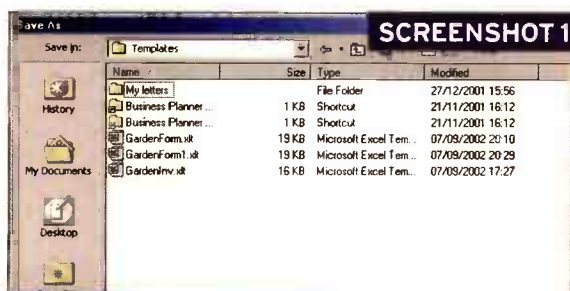 Save As
SCREENSHOT 1
Save in: Templates
Name Size Type Modified
My letters File Folder 27/12/2001 15:56
Business Planner ... 1 KB Shortcut 21/11/2001 16:12
Business Planner ... 1 KB Shortcut 21/11/2001 16:12
GardenForm.xlt 19 KB Microsoft Excel Tem... 07/09/2002 20:10
GardenForm1.xlt 19 KB Microsoft Excel Tem... 07/09/2002 20:29
GardenInv.xlt 16 KB Microsoft Excel Tem... 07/09/2002 17:27
History
My Documents
Desktop